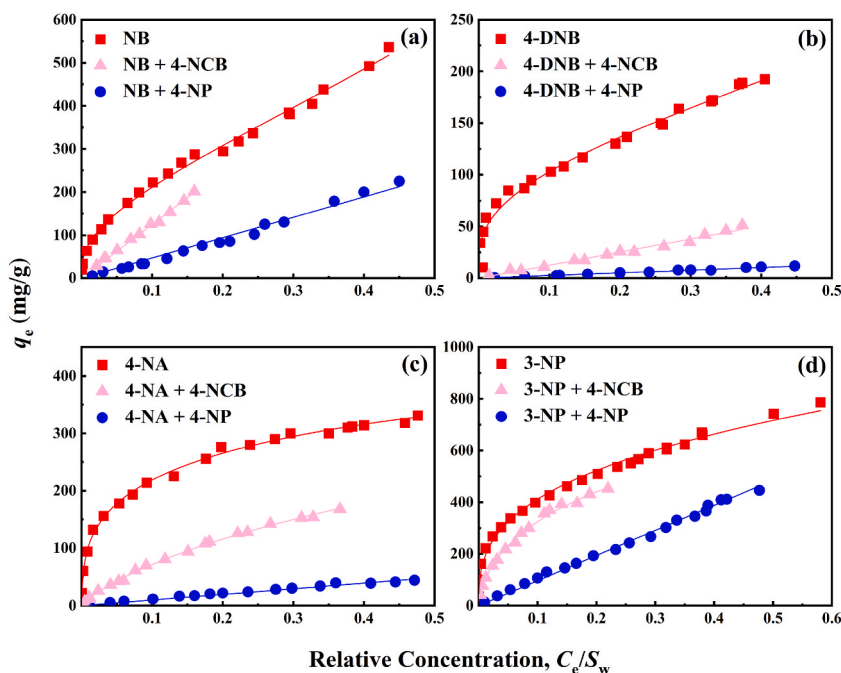 (a)
NB
NB + 4-NCB
NB + 4-NP
600
500
400
300
200
100
0
0.1 0.2 0.3 0.4 0.5
(b)
4-DNB
4-DNB + 4-NCB
4-DNB + 4-NP
250
200
150
100
50
0
0.1 0.2 0.3 0.4 0.5
(c)
4-NA
4-NA + 4-NCB
4-NA + 4-NP
400
300
200
100
0
0.1 0.2 0.3 0.4 0.5
(d)
3-NP
3-NP + 4-NCB
3-NP + 4-NP
1000
800
600
400
200
0
0.1 0.2 0.3 0.4 0.5 0.6
qe (mg/g)
Relative Concentration, Ce/Sw